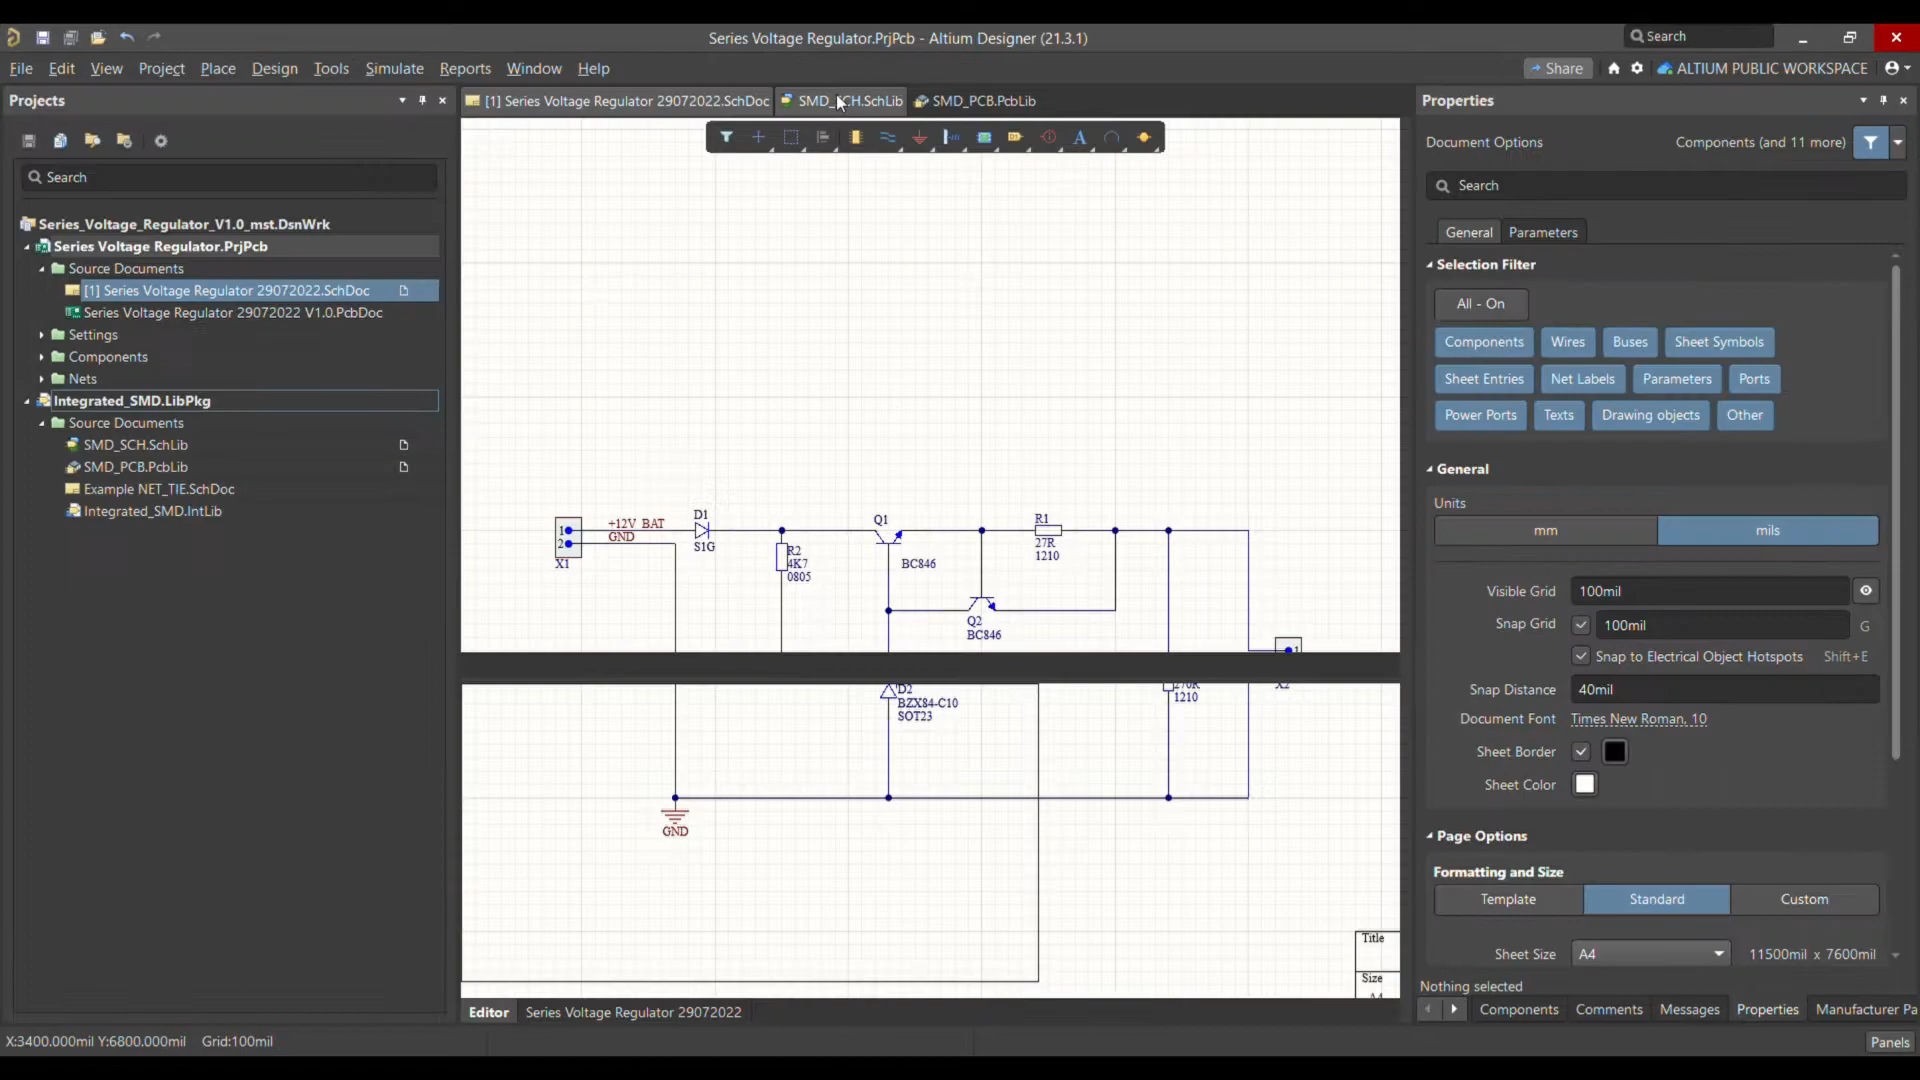 Series Voltage Regulator.PrjPcb - Altium Designer (21.3.1)
Search
File Edit View Project Place Design Tools Simulate Reports Window Help
Share
ALTIUM PUBLIC WORKSPACE
Projects
Search
Series_Voltage_Regulator_V1.0_mst.DsnWrk
Series Voltage Regulator.PrjPcb
Source Documents
[1] Series Voltage Regulator 29072022.SchDoc
Series Voltage Regulator 29072022 V1.0.PcbDoc
Settings
Components
Nets
Integrated_SMD.LibPkg
Source Documents
SMD_SCH.SchLib
SMD_PCB.PcbLib
Example NET_TIE.SchDoc
Integrated_SMD.IntLib
[1] Series Voltage Regulator 29072022.SchDoc
SMD_SCH.SchLib
SMD_PCB.PcbLib
A
1
2
X1
+12V BAT
GND
D1
S1G
R2
4K7
0805
Q1
BC846
R1
27R
1210
Q2
BC846
1
D2
BZX84-C10
SOT23
270R
1210
X2
GND
Title
Size
A4
Editor Series Voltage Regulator 29072022
Properties
Document Options
Components (and 11 more)
Search
General Parameters
Selection Filter
All - On
Components Wires Buses Sheet Symbols
Sheet Entries Net Labels Parameters Ports
Power Ports Texts Drawing objects Other
General
Units
mm mils
Visible Grid 100mil
Snap Grid 100mil G
Snap to Electrical Object Hotspots Shift+E
Snap Distance 40mil
Document Font Times New Roman, 10
Sheet Border
Sheet Color
Page Options
Formatting and Size
Template Standard Custom
Sheet Size A4 11500mil x 7600mil
Nothing selected
Components Comments Messages Properties Manufacturer Pa
X:3400.000mil Y:6800.000mil Grid:100mil
Panels